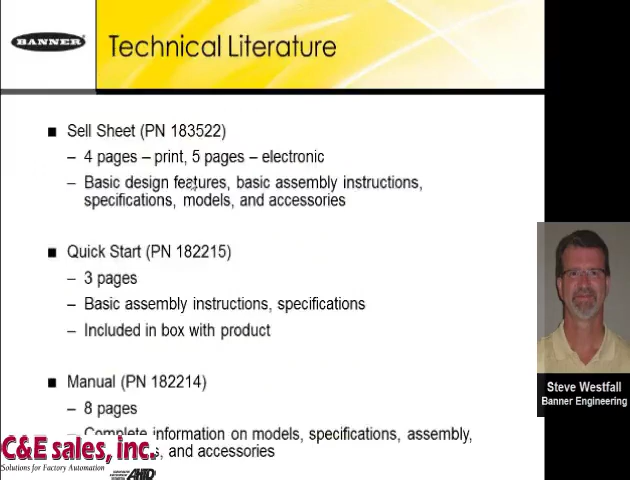 BANNER
Technical Literature
■ Sell Sheet (PN 183522)
– 4 pages – print, 5 pages – electronic
– Basic design features, basic assembly instructions,
specifications, models, and accessories
■ Quick Start (PN 182215)
– 3 pages
– Basic assembly instructions, specifications
– Included in box with product
■ Manual (PN 182214)
– 8 pages
– Complete information on models, specifications, assembly,
s, and accessories
Steve Westfall
Banner Engineering
C&E sales, inc.
Solutions for Factory Automation
AHTD